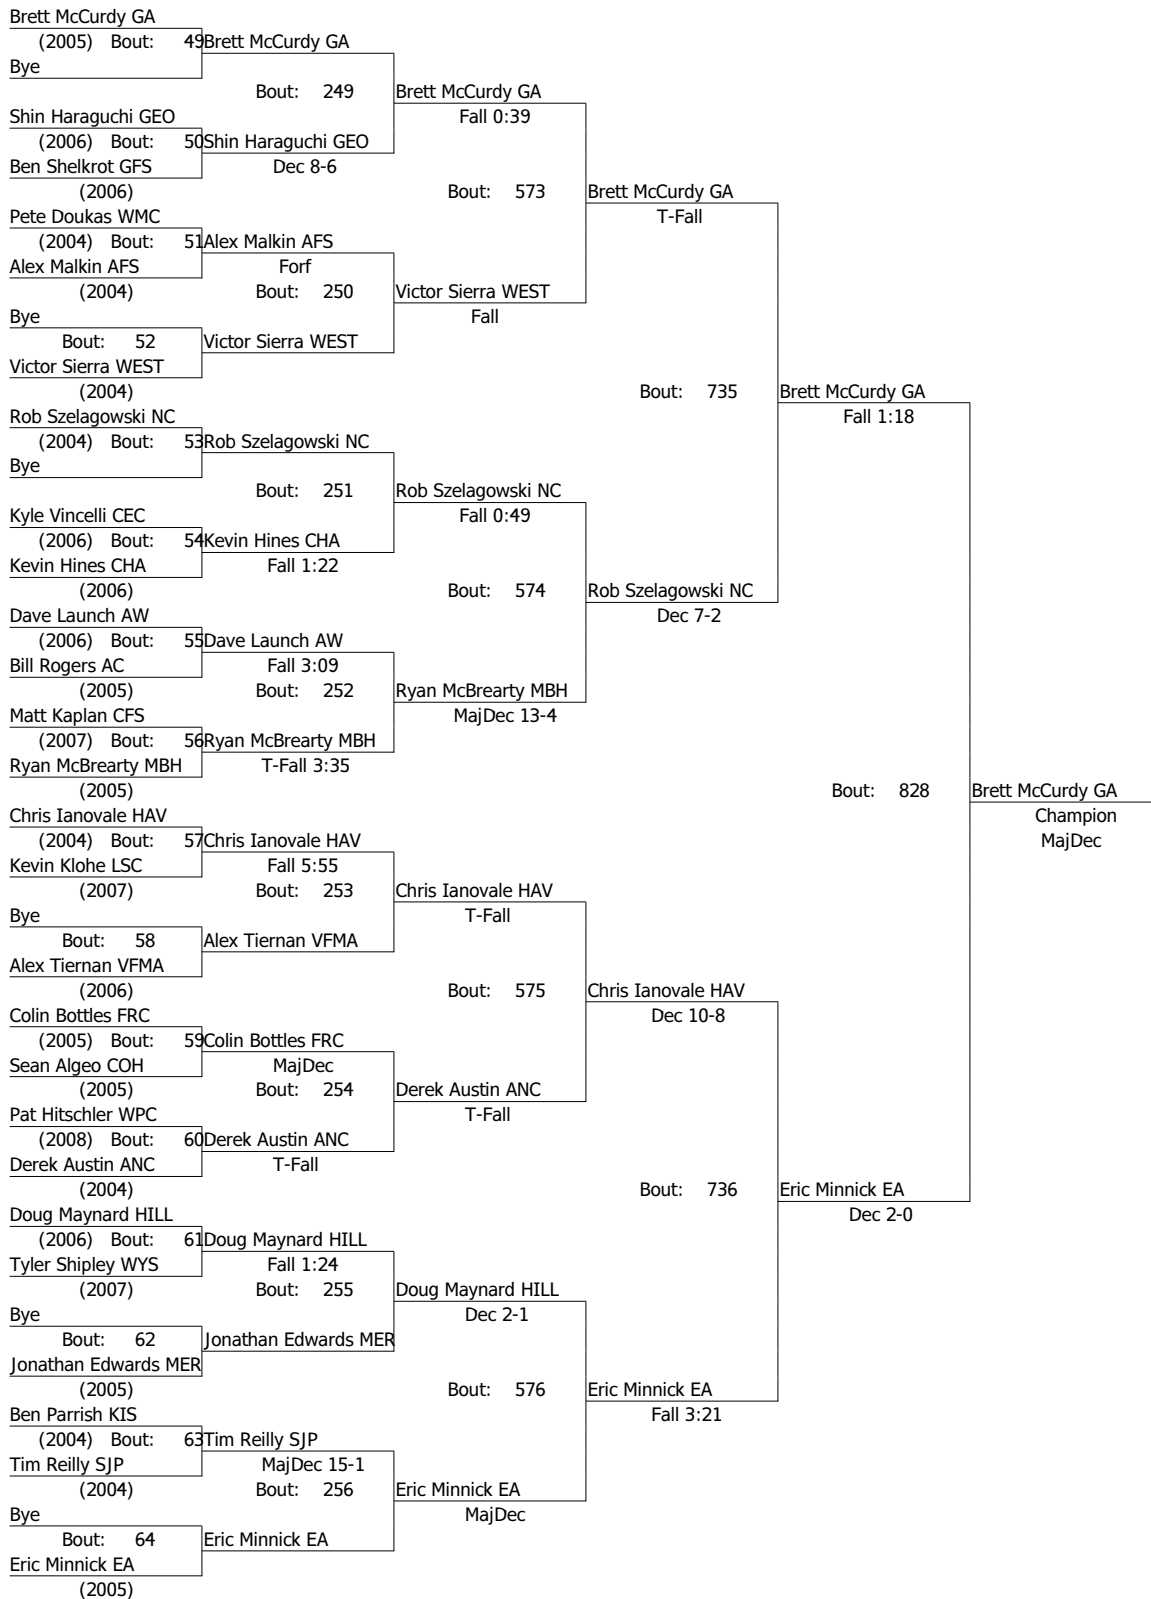 Brett McCurdy GA
(2005) Bout: 49 Brett McCurdy GA
Bye
Bout: 249 Brett McCurdy GA
Shin Haraguchi GEO Fall 0:39
(2006) Bout: 50 Shin Haraguchi GEO
Ben Shelkrot GFS Dec 8-6
(2006) Bout: 573 Brett McCurdy GA
Pete Doukas WMC T-Fall
(2004) Bout: 51 Alex Malkin AFS
Alex Malkin AFS Forf
(2004) Bout: 250 Victor Sierra WEST
Bye Fall
Bout: 52 Victor Sierra WEST
Victor Sierra WEST
(2004) Bout: 735 Brett McCurdy GA
Rob Szelagowski NC Fall 1:18
(2004) Bout: 53 Rob Szelagowski NC
Bye
Bout: 251 Rob Szelagowski NC
Kyle Vincelli CEC Fall 0:49
(2006) Bout: 54 Kevin Hines CHA
Kevin Hines CHA Fall 1:22
(2006) Bout: 574 Rob Szelagowski NC
Dave Launch AW Dec 7-2
(2006) Bout: 55 Dave Launch AW
Bill Rogers AC Fall 3:09
(2005) Bout: 252 Ryan McBrearty MBH
Matt Kaplan CFS MajDec 13-4
(2007) Bout: 56 Ryan McBrearty MBH
Ryan McBrearty MBH T-Fall 3:35
(2005) Bout: 828 Brett McCurdy GA
Chris Ianovale HAV Champion
(2004) Bout: 57 Chris Ianovale HAV MajDec
Kevin Klohe LSC Fall 5:55
(2007) Bout: 253 Chris Ianovale HAV
Bye T-Fall
Bout: 58 Alex Tiernan VFMA
Alex Tiernan VFMA
(2006) Bout: 575 Chris Ianovale HAV
Colin Bottles FRC Dec 10-8
(2005) Bout: 59 Colin Bottles FRC
Sean Algeo COH MajDec
(2005) Bout: 254 Derek Austin ANC
Pat Hitschler WPC T-Fall
(2008) Bout: 60 Derek Austin ANC
Derek Austin ANC T-Fall
(2004) Bout: 736 Eric Minnick EA
Doug Maynard HILL Dec 2-0
(2006) Bout: 61 Doug Maynard HILL
Tyler Shipley WYS Fall 1:24
(2007) Bout: 255 Doug Maynard HILL
Bye Dec 2-1
Bout: 62 Jonathan Edwards MER
Jonathan Edwards MER
(2005) Bout: 576 Eric Minnick EA
Ben Parrish KIS Fall 3:21
(2004) Bout: 63 Tim Reilly SJP
Tim Reilly SJP MajDec 15-1
(2004) Bout: 256 Eric Minnick EA
Bye MajDec
Bout: 64 Eric Minnick EA
Eric Minnick EA
(2005)